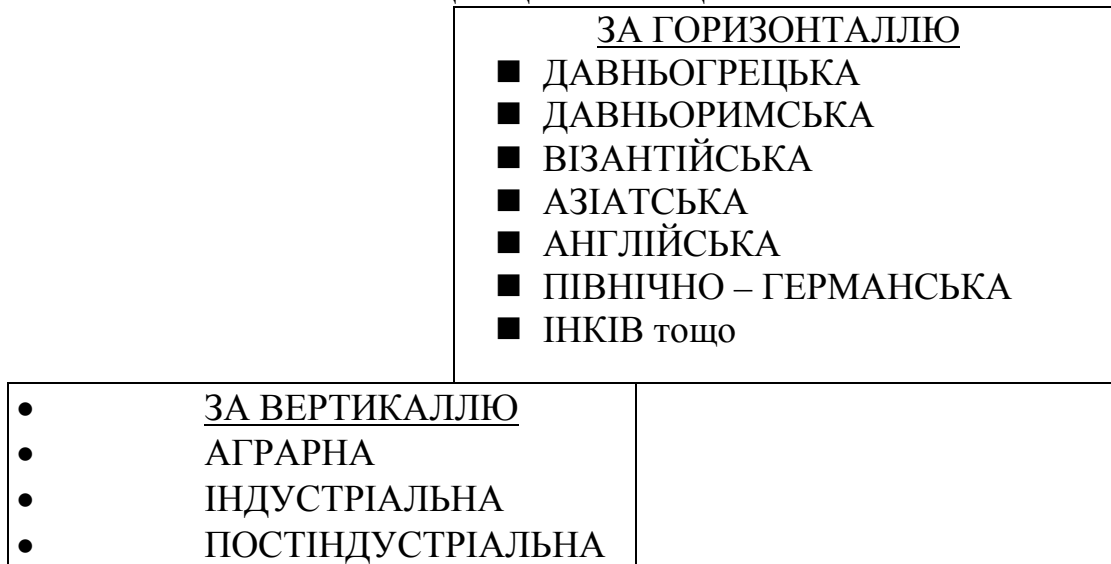 ЗА ГОРИЗОНТАЛЛЮ
■ ДАВНЬОГРЕЦЬКА
■ ДАВНЬОРИМСЬКА
■ ВІЗАНТІЙСЬКА
■ АЗІАТСЬКА
■ АНГЛІЙСЬКА
■ ПІВНІЧНО – ГЕРМАНСЬКА
■ ІНКІВ тощо
• ЗА ВЕРТИКАЛЛЮ
• АГРАРНА
• ІНДУСТРІАЛЬНА
• ПОСТІНДУСТРІАЛЬНА